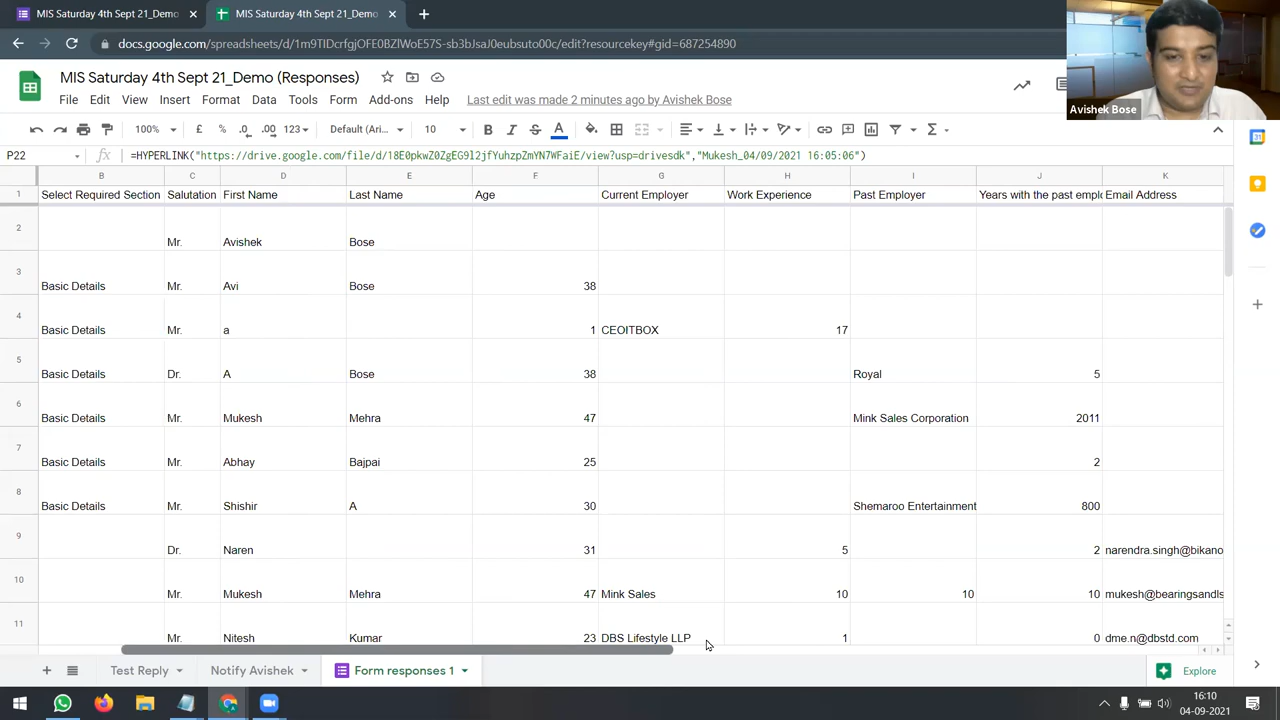 MIS Saturday 4th Sept 21_Demo
MIS Saturday 4th Sept 21_Demo (
docs.google.com/spreadsheets/d/1m9TIDcrfgjOFE0BZlWoE57S-sb3bJsaJ0eubsuto00c/edit?resourcekey#gid=687254890
MIS Saturday 4th Sept 21_Demo (Responses)
File Edit View Insert Format Data Tools Form Add-ons Help Last edit was made 2 minutes ago by Avishek Bose
Avishek Bose
100% £ % .0 .00 123 Default (Ari... 10 B I S A Σ
P22 fx =HYPERLINK("https://drive.google.com/file/d/18E0pkwZ0ZgEG9l2jfYuhzpZmYN7WFaiE/view?usp=drivesdk","Mukesh_04/09/2021 16:05:06")
B C D E F G H I J K
1 Select Required Section Salutation First Name Last Name Age Current Employer Work Experience Past Employer Years with the past emplo Email Address
2 Mr. Avishek Bose
3 Basic Details Mr. Avi Bose 38
4 Basic Details Mr. a 1 CEOITBOX 17
5 Basic Details Dr. A Bose 38 Royal 5
6 Basic Details Mr. Mukesh Mehra 47 Mink Sales Corporation 2011
7 Basic Details Mr. Abhay Bajpai 25 2
8 Basic Details Mr. Shishir A 30 Shemaroo Entertainment 800
9 Dr. Naren 31 5 2 narendra.singh@bikano
10 Mr. Mukesh Mehra 47 Mink Sales 10 10 10 mukesh@bearingsandls
11 Mr. Nitesh Kumar 23 DBS Lifestyle LLP 1 0 dme.n@dbstd.com
Test Reply Notify Avishek Form responses 1 Explore
16:10
04-09-2021